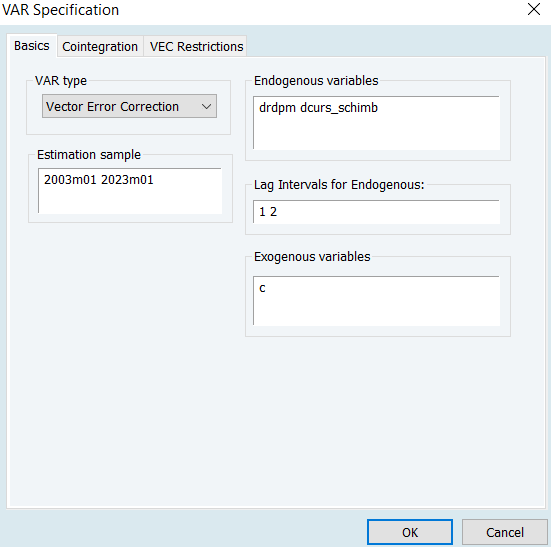 VAR Specification
Basics
Cointegration
VEC Restrictions
VAR type
Vector Error Correction
Estimation sample
2003m01 2023m01
Endogenous variables
drdpm dcurs_schimb
Lag Intervals for Endogenous:
1 2
Exogenous variables
c
OK
Cancel